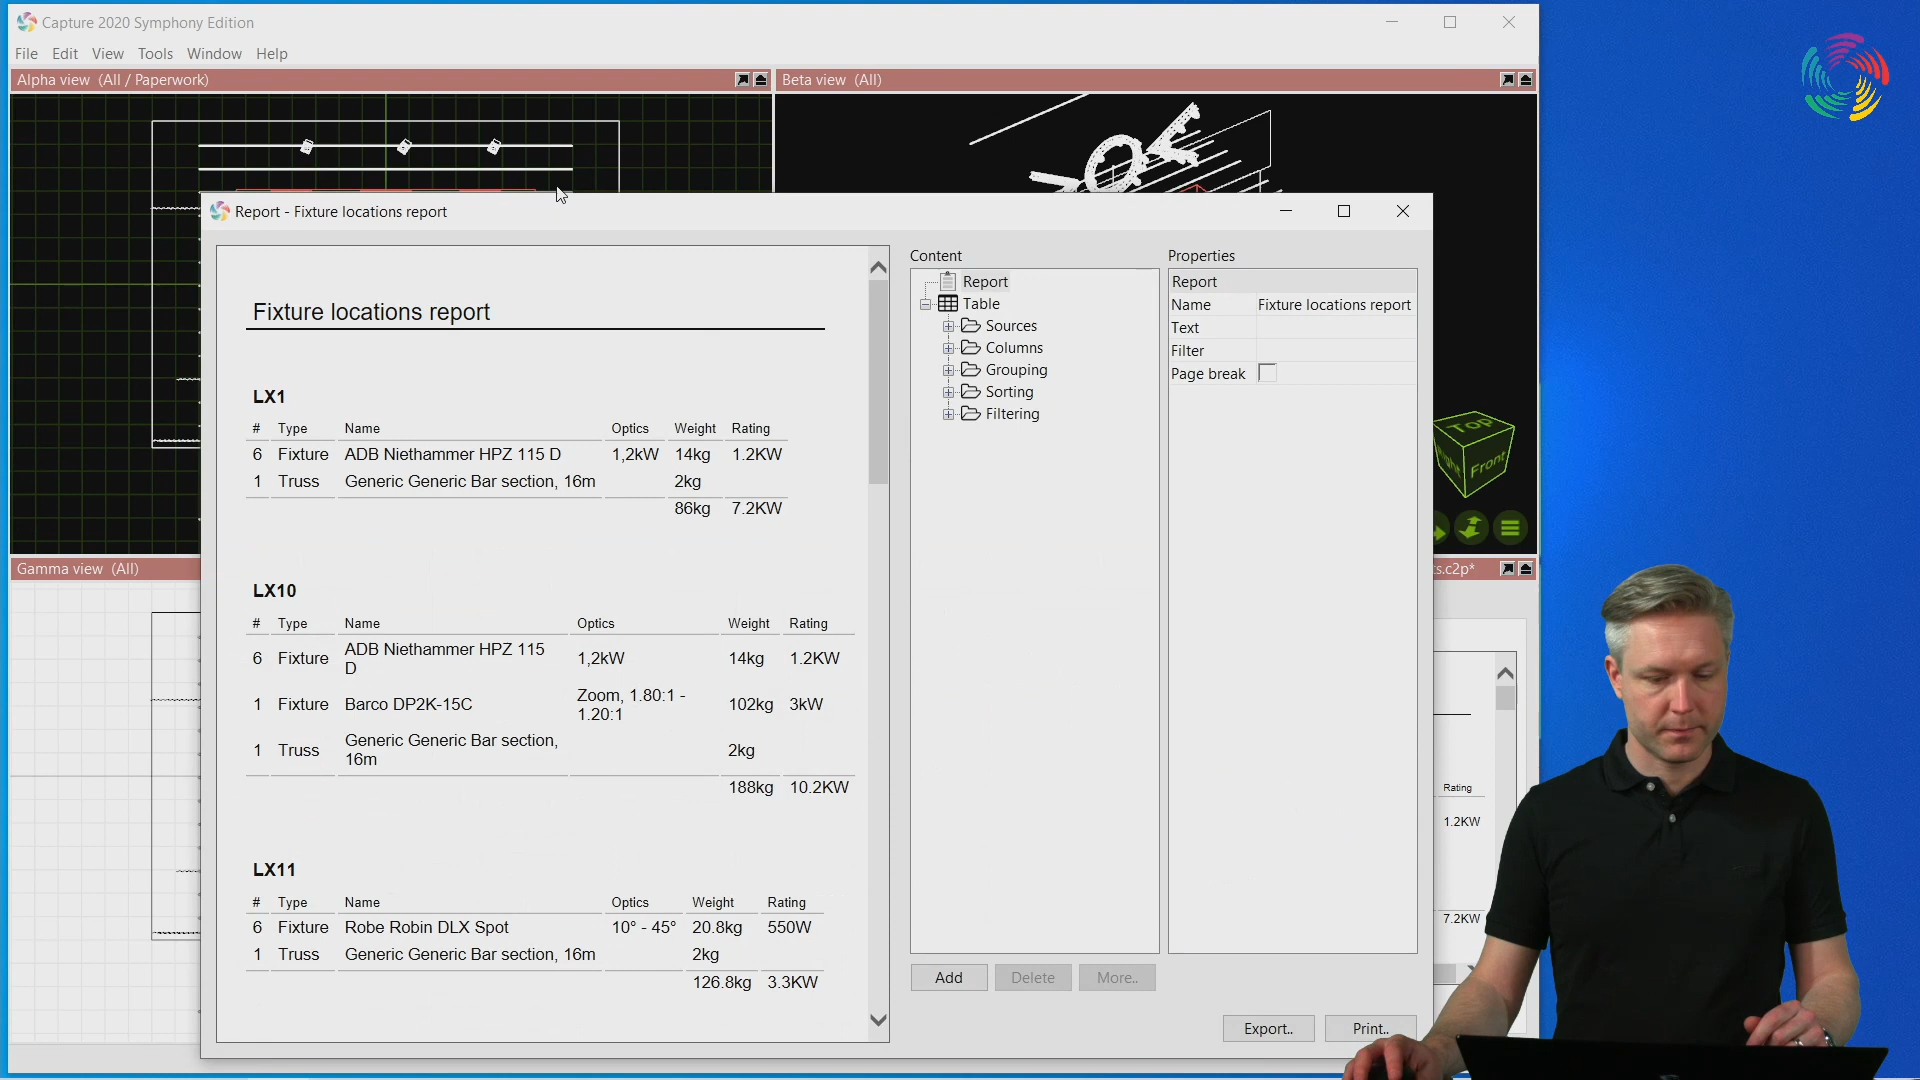 Capture 2020 Symphony Edition
File Edit View Tools Window Help
Alpha view (All / Paperwork)
Beta view (All)
Report - Fixture locations report
Fixture locations report
LX1
# Type Name Optics Weight Rating
6 Fixture ADB Niethammer HPZ 115 D 1,2kW 14kg 1.2KW
1 Truss Generic Generic Bar section, 16m 2kg
86kg 7.2KW
LX10
# Type Name Optics Weight Rating
6 Fixture ADB Niethammer HPZ 115 D 1,2kW 14kg 1.2KW
1 Fixture Barco DP2K-15C Zoom, 1.80:1 - 1.20:1 102kg 3kW
1 Truss Generic Generic Bar section, 16m 2kg
188kg 10.2KW
LX11
# Type Name Optics Weight Rating
6 Fixture Robe Robin DLX Spot 10° - 45° 20.8kg 550W
1 Truss Generic Generic Bar section, 16m 2kg
126.8kg 3.3KW
Content
Report
Table
Sources
Columns
Grouping
Sorting
Filtering
Add Delete More..
Properties
Report
Name Fixture locations report
Text
Filter
Page break
Export.. Print..
Top
Front
Gamma view (All)
ts.c2p*
Rating
1.2KW
7.2KW